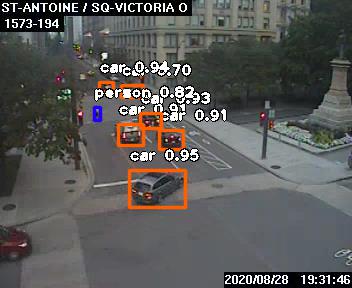 ST-ANTOINE / SQ-VICTORIA O
1573-194
car 0.94
car 0.70
person 0.82
car 0.93
car 0.91
car 0.91
car 0.95
2020/08/28 19:31:46